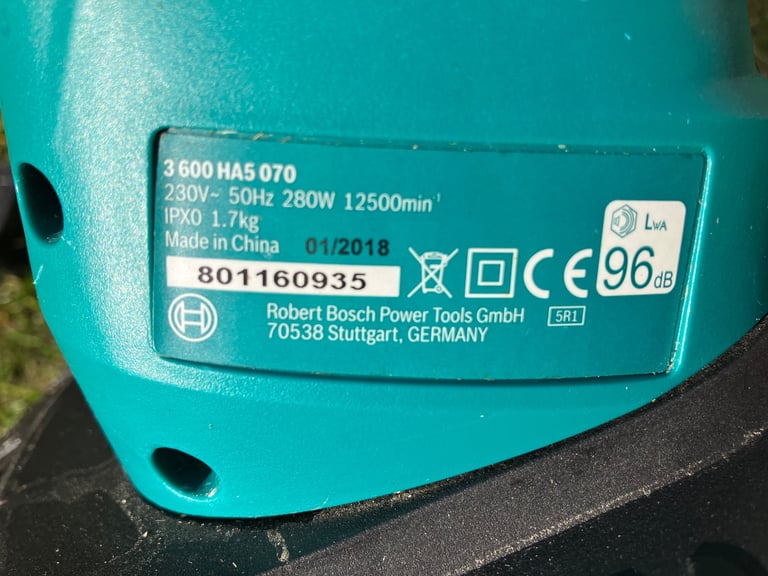 3 600 HA5 070
230V~ 50Hz 280W 12500min⁻¹
IPX0 1.7kg
Made in China 01/2018
801160935
CE
LWA
96dB
Robert Bosch Power Tools GmbH
70538 Stuttgart, GERMANY
5R1